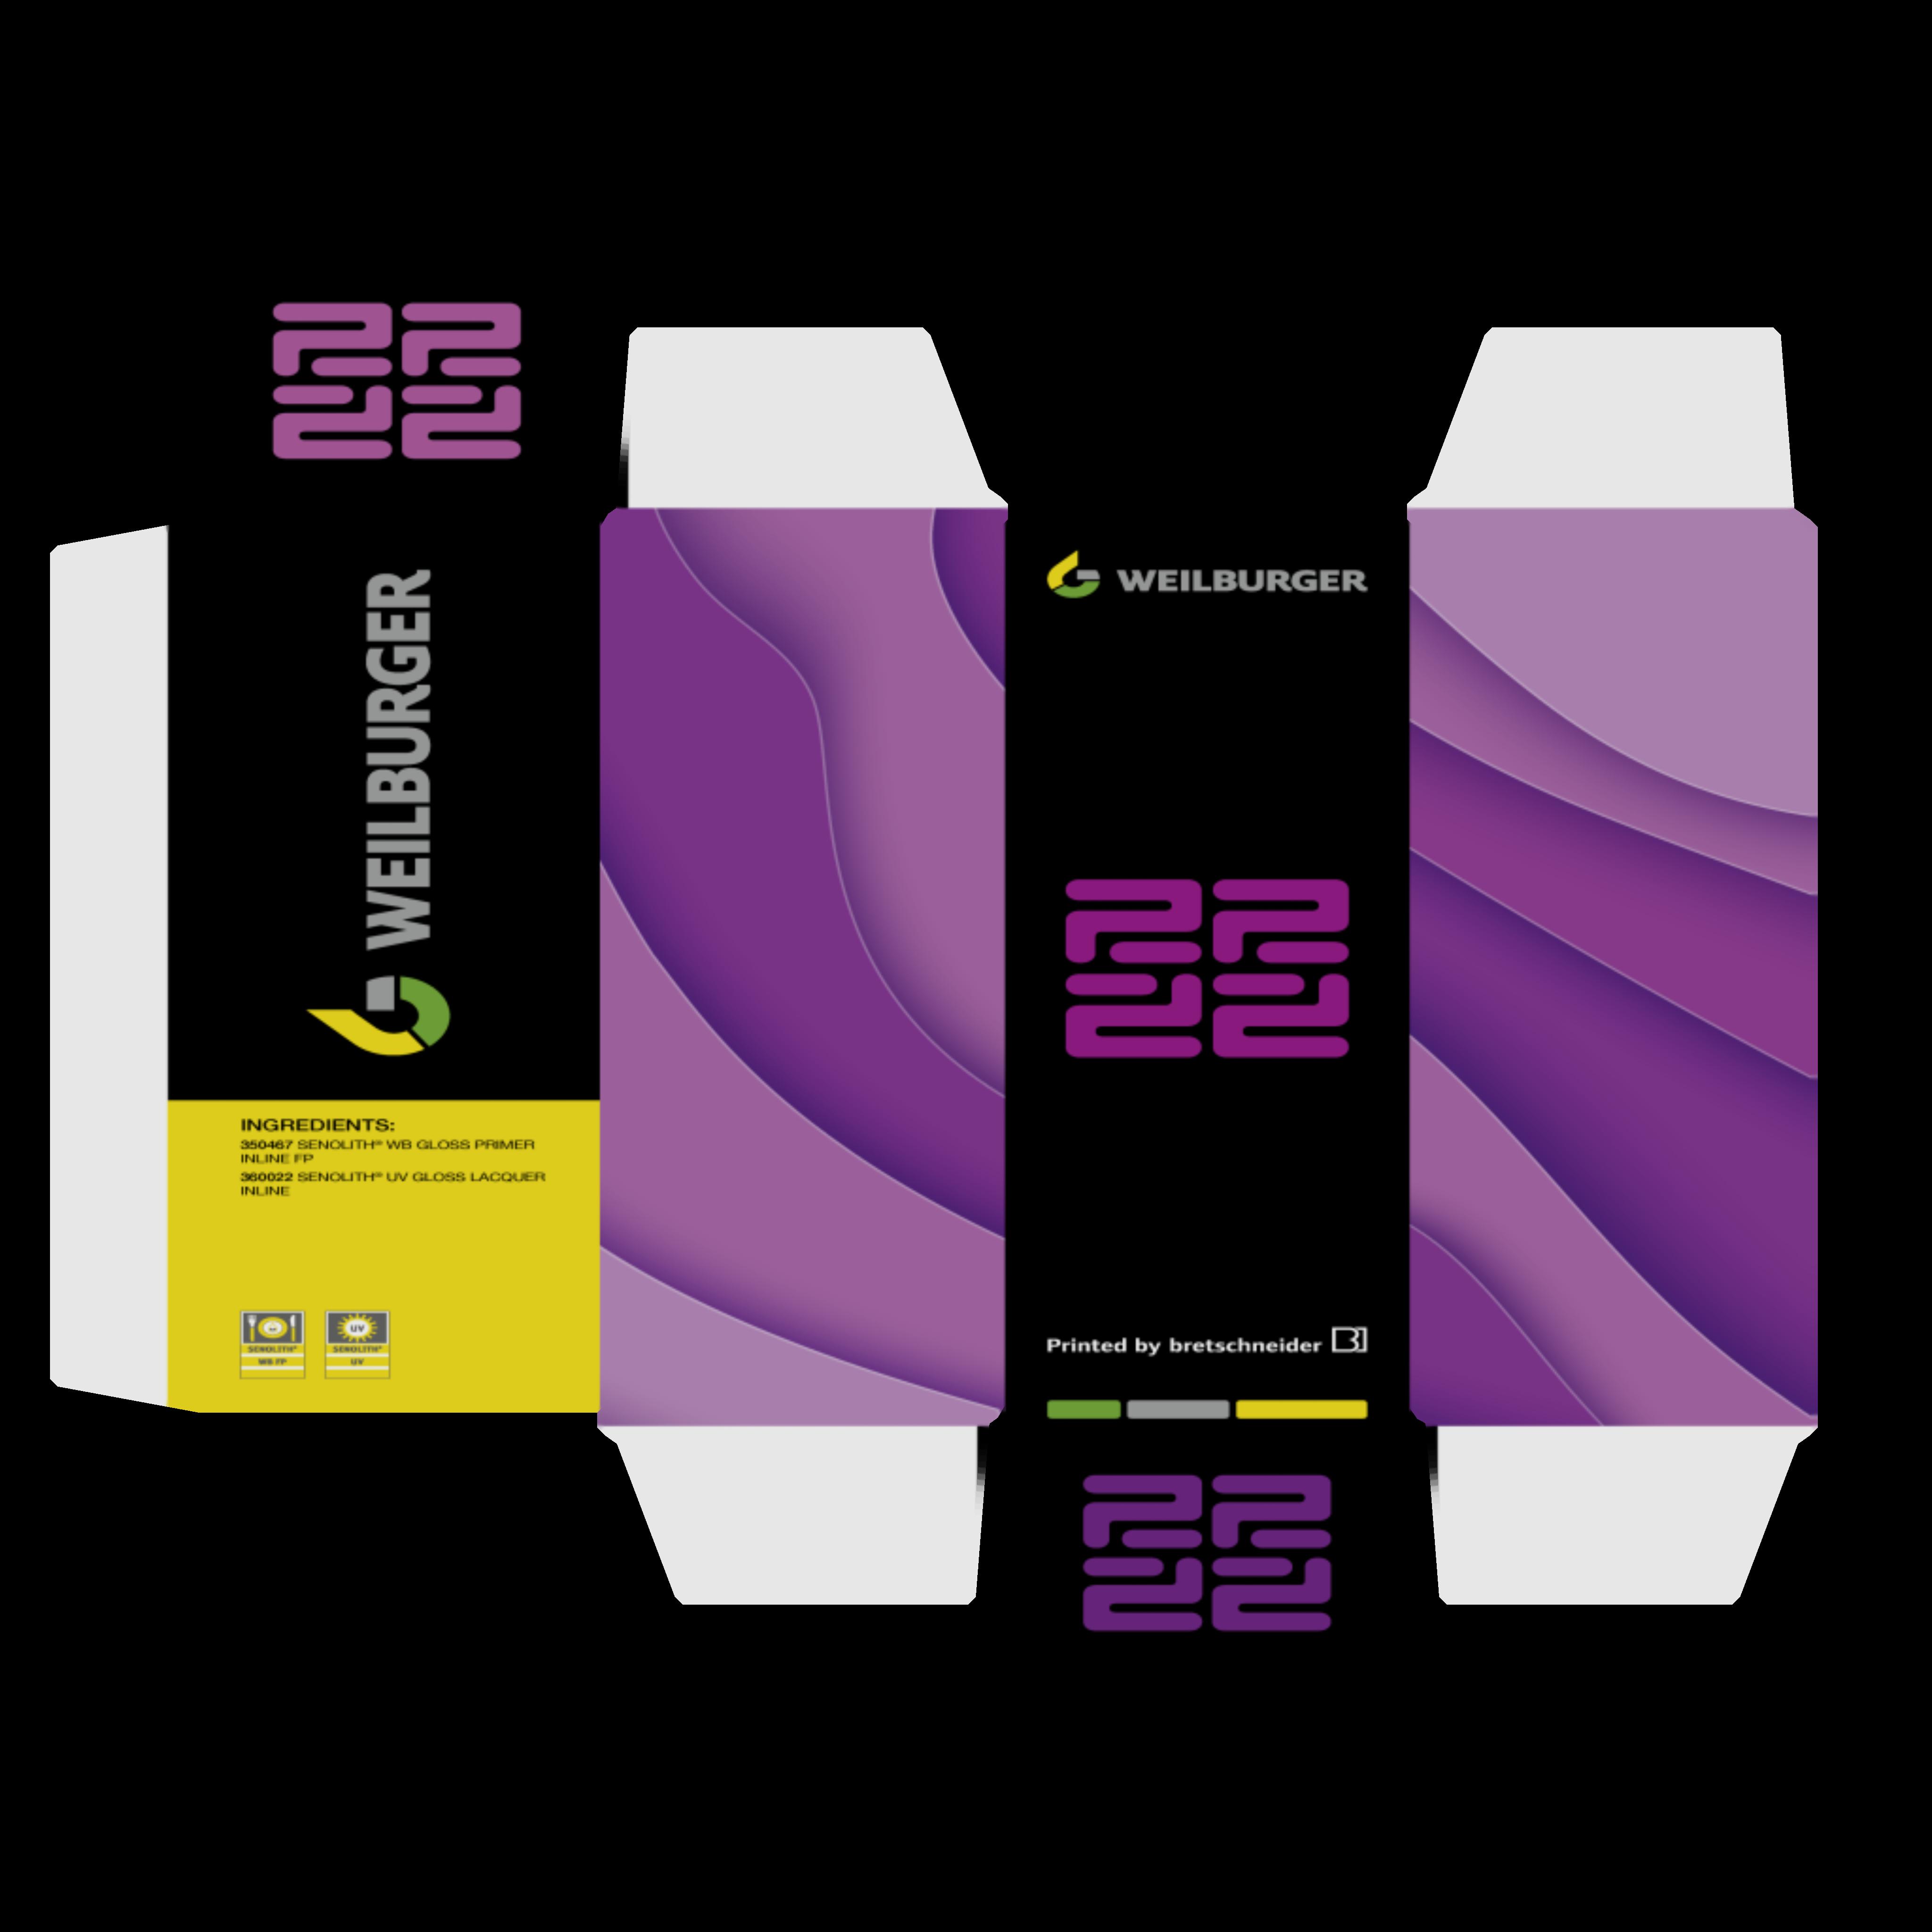 WEILBURGER
INGREDIENTS:
350467 SENOLITH® WB GLOSS PRIMER
INLINE FP
360022 SENOLITH® UV GLOSS LACQUER
INLINE
SENOLITH®
WB FP
UV
SENOLITH®
UV
WEILBURGER
Printed by bretschneider